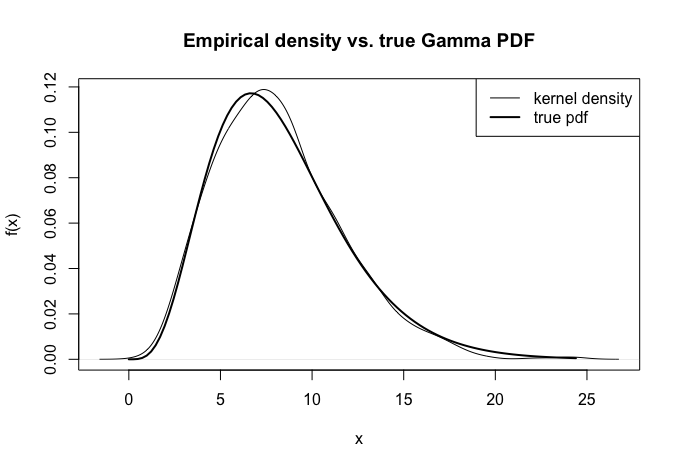 Empirical density vs. true Gamma PDF
kernel density
true pdf
f(x)
0.12
0.10
0.08
0.06
0.04
0.02
0.00
0 5 10 15 20 25
x